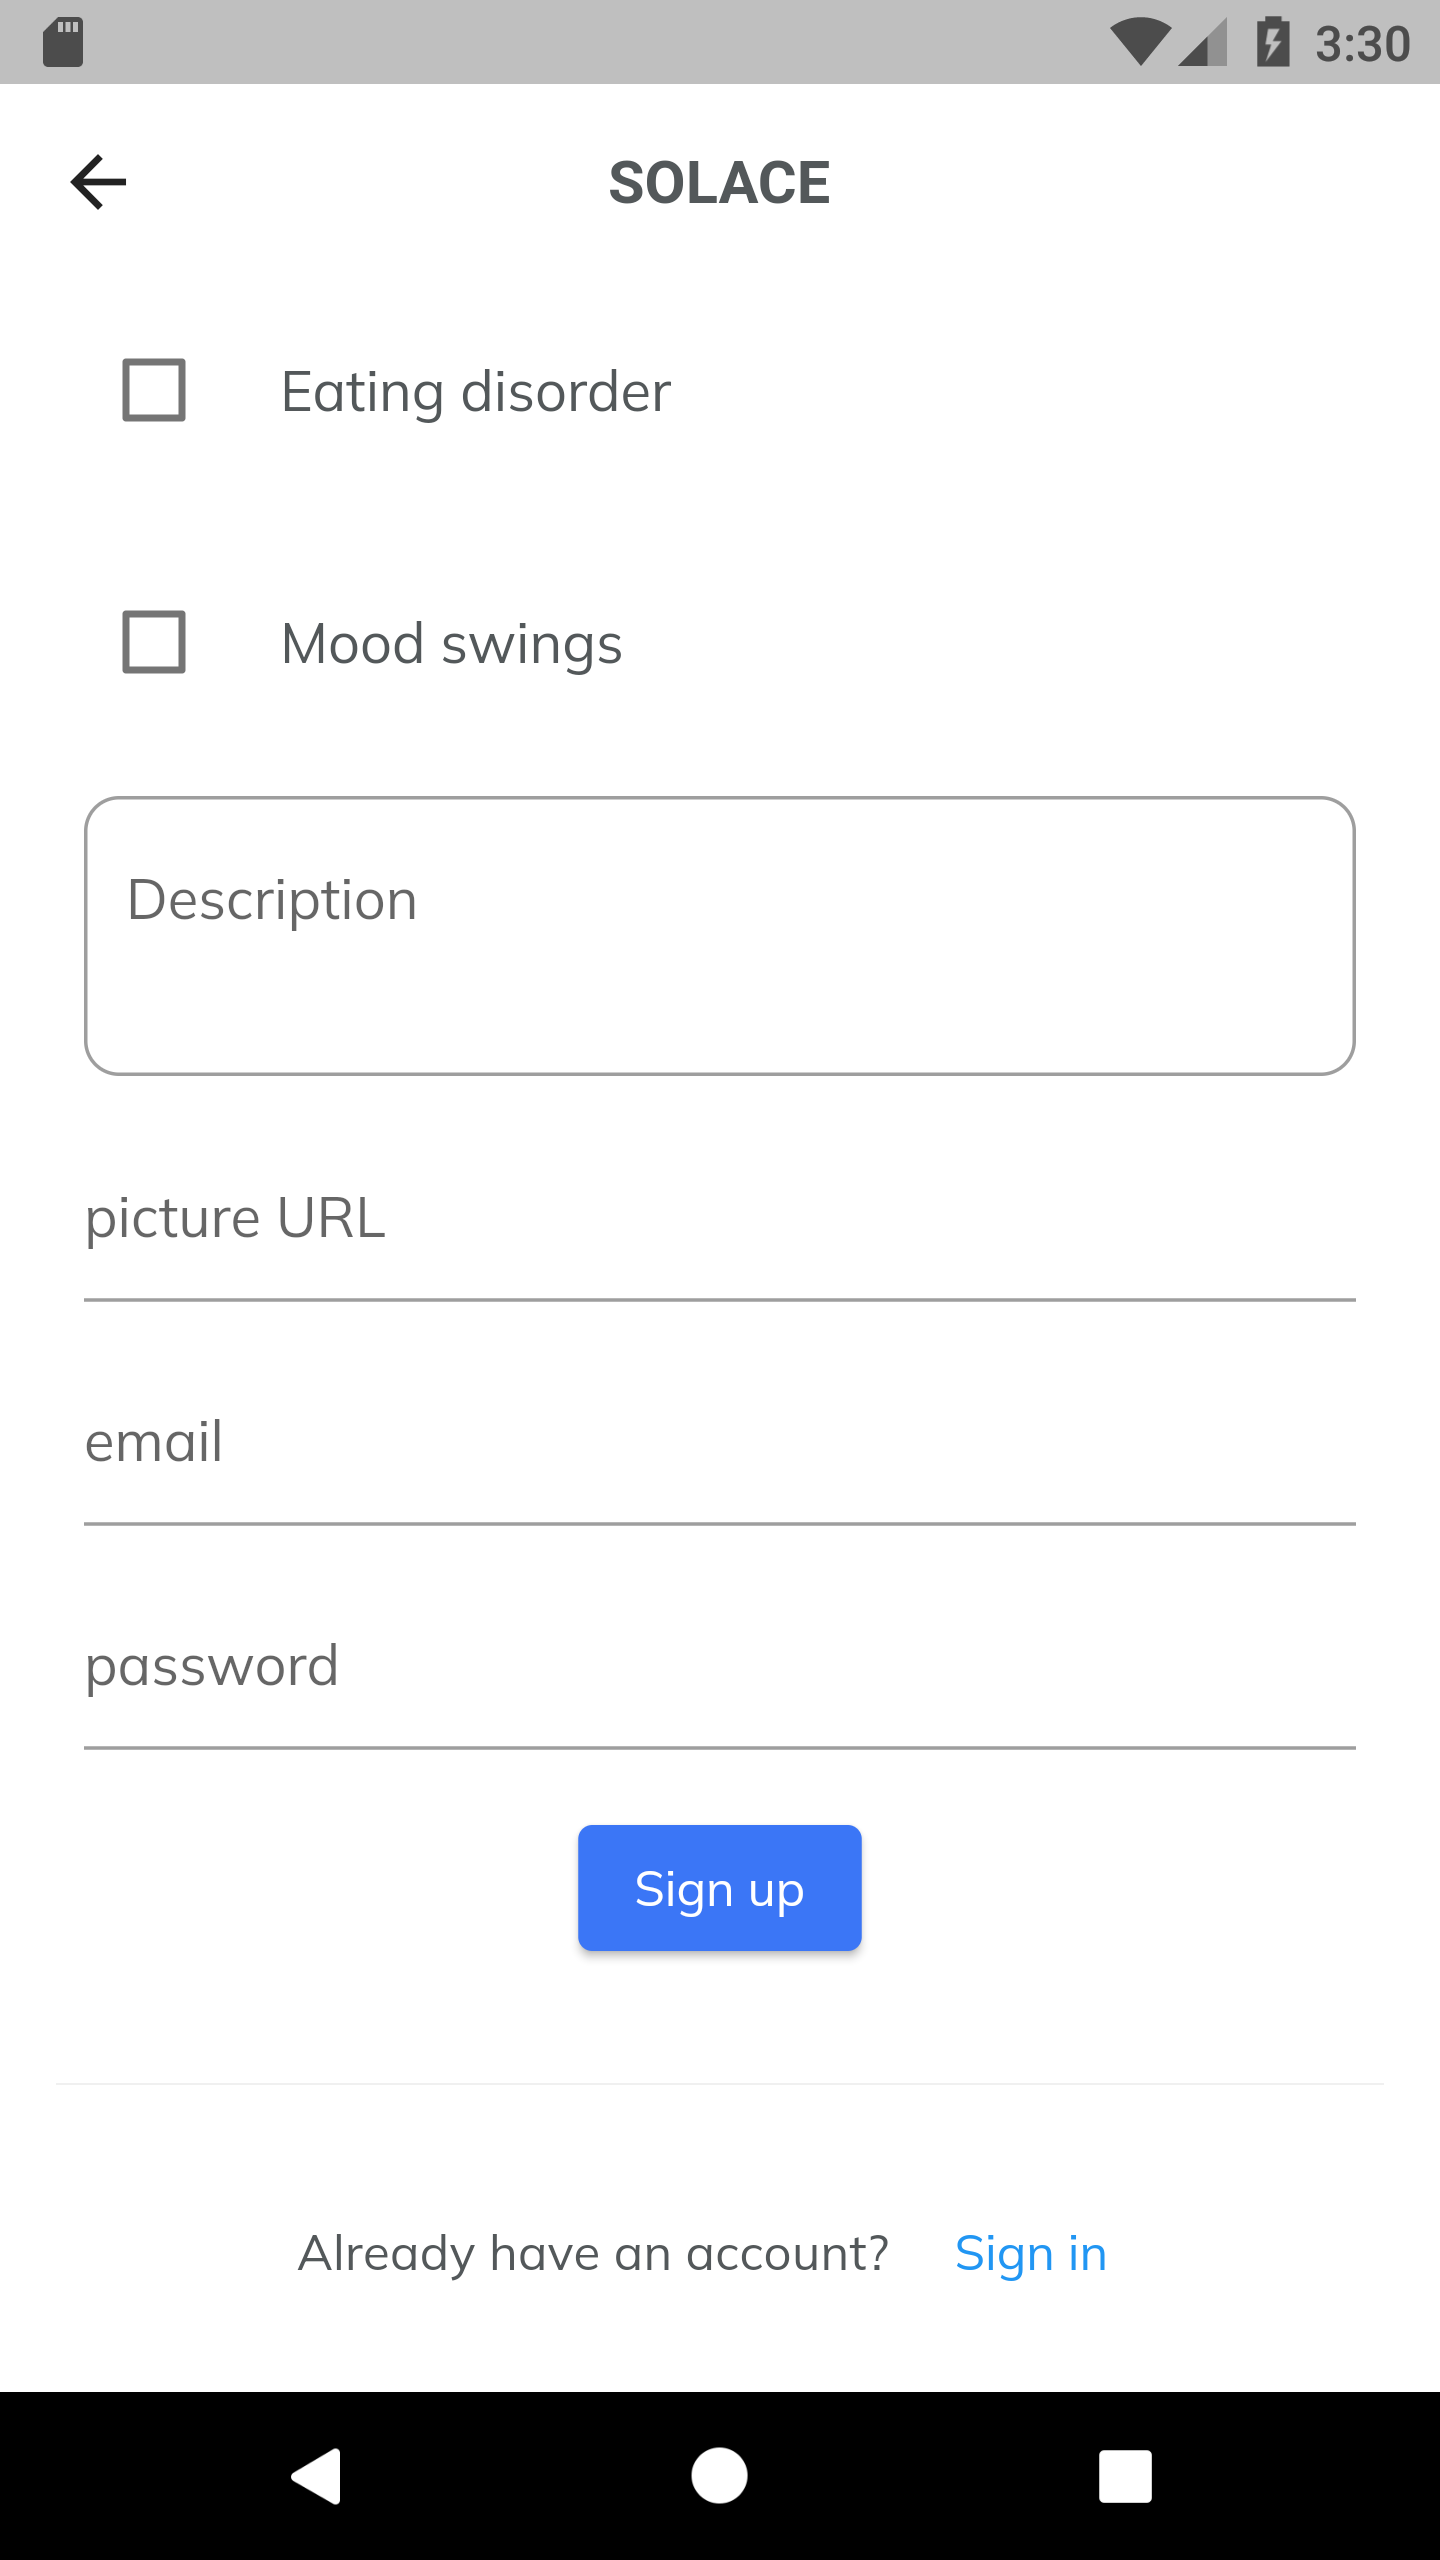 3:30
SOLACE
Eating disorder
Mood swings
Description
picture URL
email
password
Sign up
Already have an account? Sign in